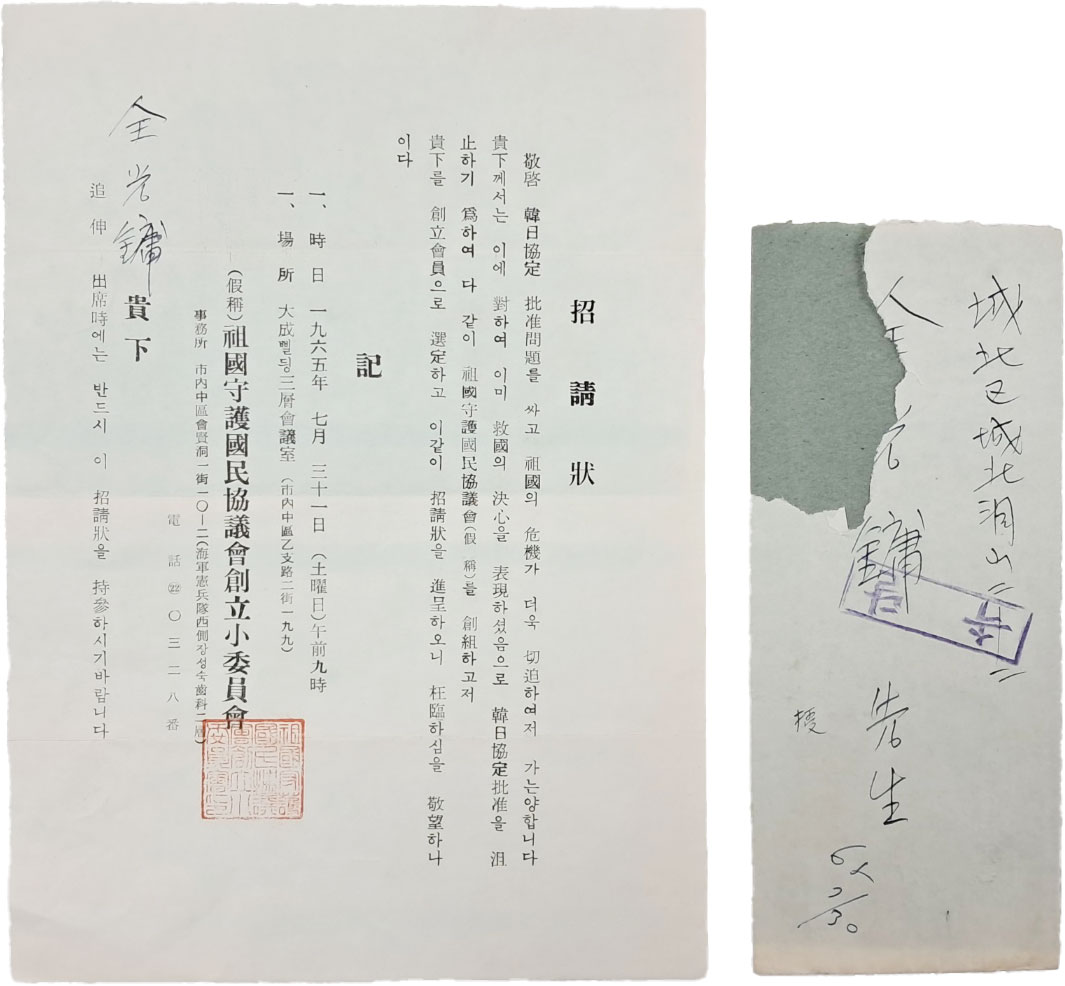 招請狀
敬啓 韓日協定 批准問題를 싸고 祖國의 危機가 더욱 切迫하여저 가는양합니다
貴下께서는 이에 對하여 이미 救國의 決心을 表現하셨음으로 韓日協定批准을 沮
止하기 爲하여 다 같이 祖國守護國民協議會(假稱)를 創組하고저
貴下를 創立會員으로 選定하고 이같이 招請狀을 進呈하오니 枉臨하심을 敬望하나
이다
記
一、時日 一九六五年 七月 三十一日 (土曜日)午前九時
一、場所 大成삘딍三層會議室 (市內中區乙支路二街一九九)
(假稱)祖國守護國民協議會創立小委員會
事務所 市內中區會賢洞一街一〇—二(海軍憲兵隊西側장성숙齒科二層)
電話㉒〇三二八番
全光鏞 貴下
追伸 出席時에는 반드시 이 招請狀을 持參하시기바랍니다
城北区城北洞山
全光鏞 先生